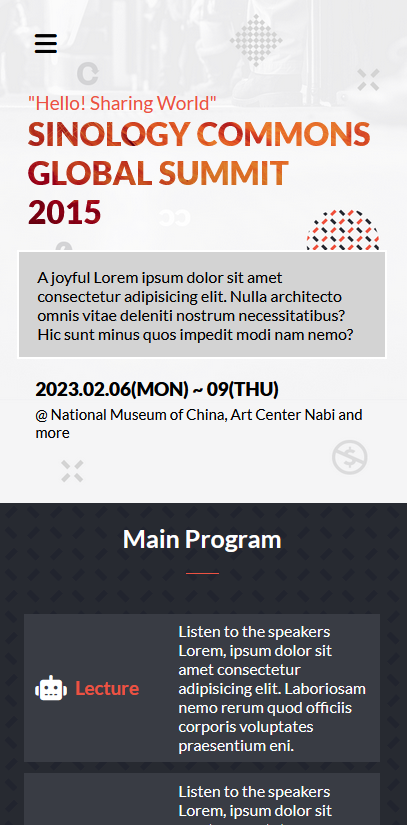 "Hello! Sharing World"
SINOLOGY COMMONS
GLOBAL SUMMIT
2015
A joyful Lorem ipsum dolor sit amet
consectetur adipisicing elit. Nulla architecto
omnis vitae deleniti nostrum necessitatibus?
Hic sunt minus quos impedit modi nam nemo?
2023.02.06(MON) ~ 09(THU)
@ National Museum of China, Art Center Nabi and
more
Main Program
Lecture
Listen to the speakers
Lorem, ipsum dolor sit
amet consectetur
adipisicing elit. Laboriosam
nemo rerum quod officiis
corporis voluptates
praesentium eni.
Listen to the speakers
Lorem, ipsum dolor sit